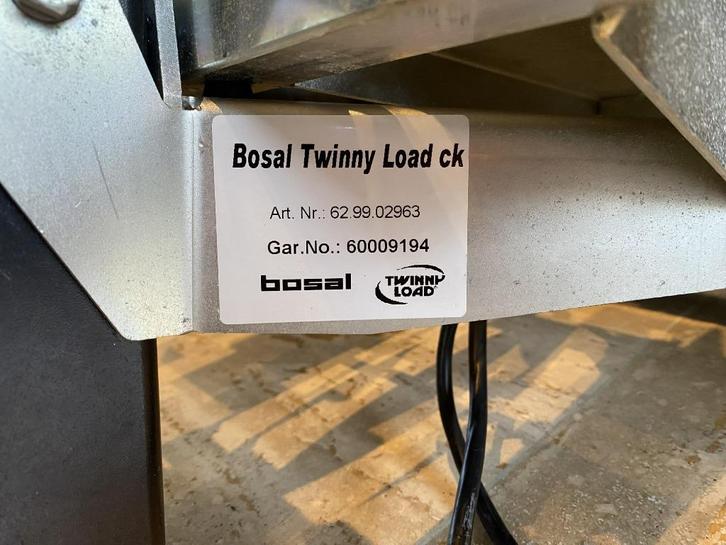 Bosal Twinny Load ck
Art. Nr.: 62.99.02963
Gar.No.: 60009194
bosal TWINNY
LOAD